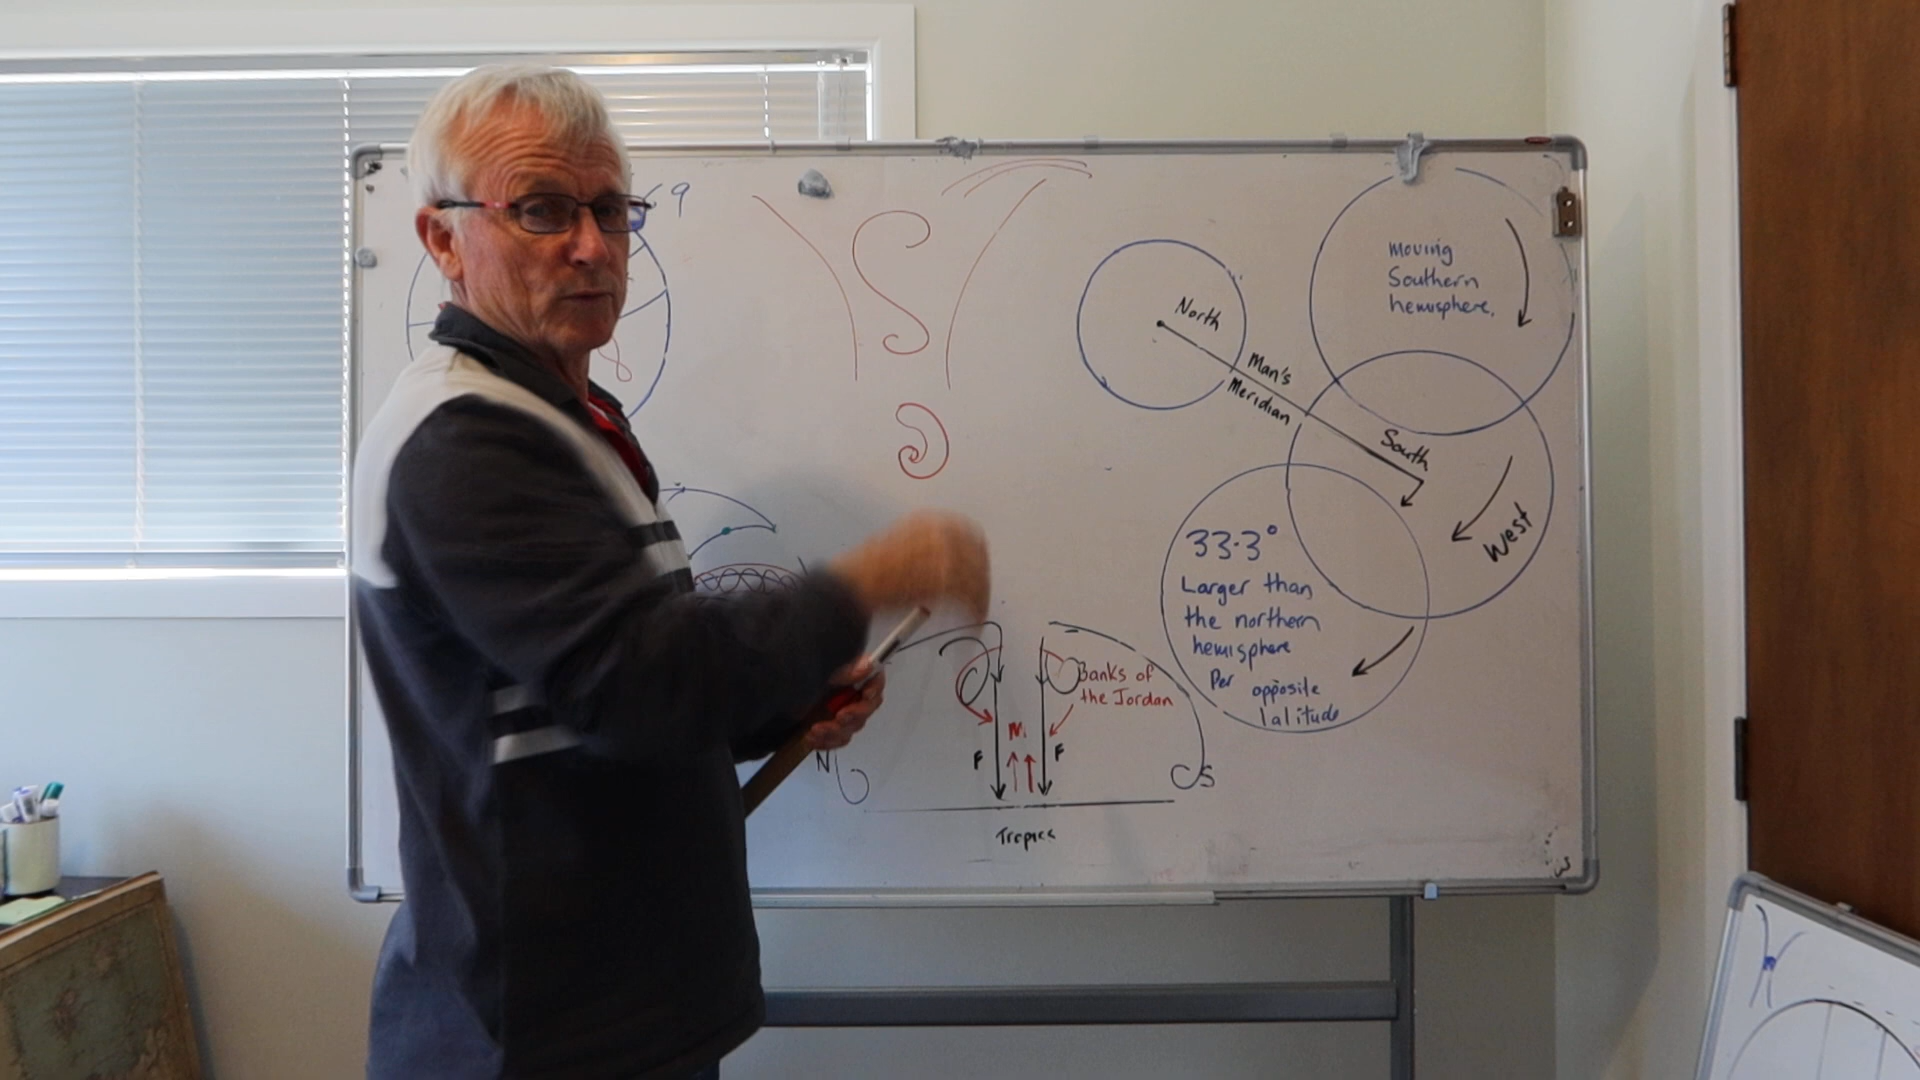 69
North
Man's
Meridian
South
West
moving
Southern
hemisphere.
33.3°
Larger than
the northern
hemisphere
Per opposite
latitude
Banks of
the Jordan
M
F
F
N
S
Tropics